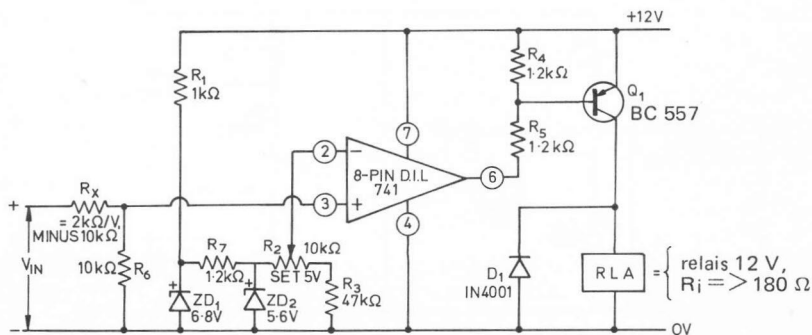 +12V
R1
1kΩ
R4
1·2kΩ
Q1
BC 557
7
R5
1·2kΩ
2
−
8-PIN D.I.L
741
6
3
+
4
+
RX
= 2kΩ/V,
MINUS 10kΩ
VIN
10kΩ
R6
R7
1·2kΩ
R2
10kΩ
SET 5V
R3
47kΩ
+
ZD1
6·8V
+
ZD2
5·6V
D1
IN4001
RLA
=
relais 12 V,
Ri => 180 Ω
−
0V